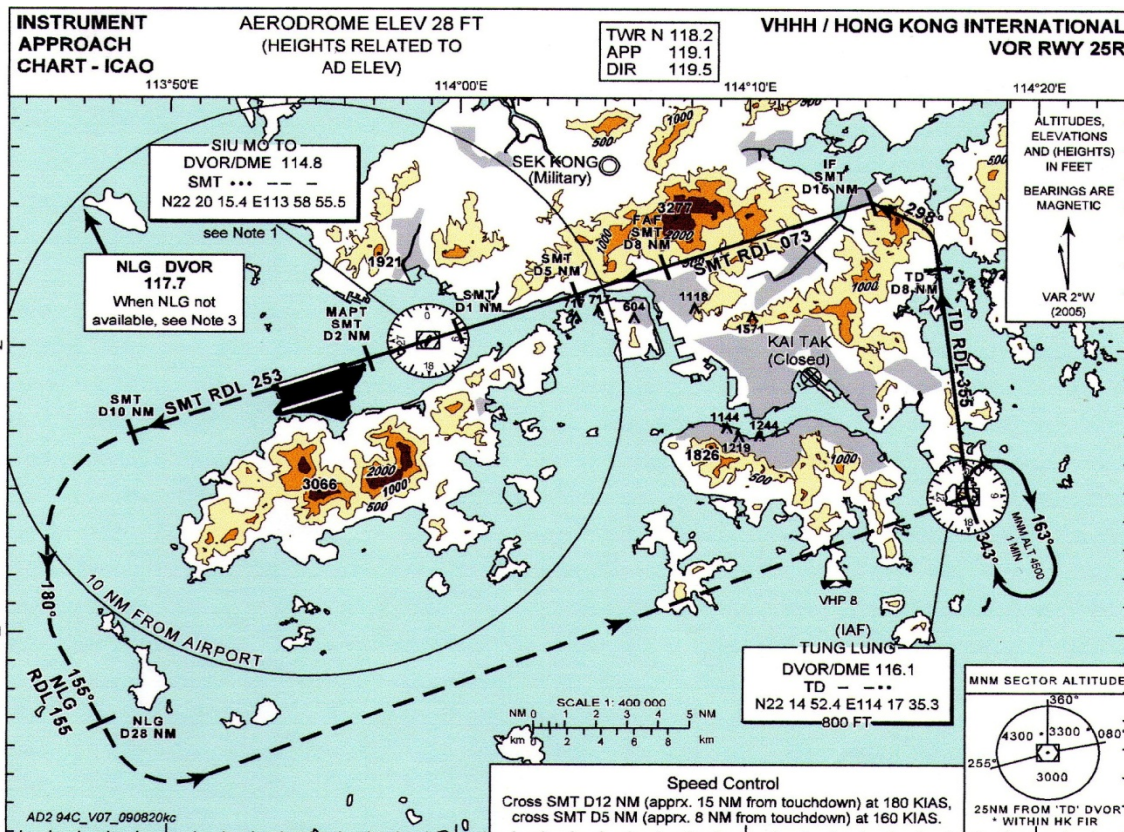 INSTRUMENT
APPROACH
CHART - ICAO
AERODROME ELEV 28 FT
(HEIGHTS RELATED TO
AD ELEV)
TWR N 118.2
APP 119.1
DIR 119.5
VHHH / HONG KONG INTERNATIONAL
VOR RWY 25R
113°50'
114°00'
114°10'
114°20'
ALTITUDES,
ELEVATIONS
AND (HEIGHTS)
IN FEET
BEARINGS ARE
MAGNETIC
VAR 2°W
(2005)
SIU MO TO
DVOR/DME 114.8
SMT ••• – – –
N22 20 15.4 E113 58 55.5
see Note 1
NLG DVOR
117.7
When NLG not
available, see Note 3
500
1000
500
SEK KONG
(Military)
IF
SMT
D15 NM
298°
3277
2000
1000
500
FAF
SMT
D8 NM
SMT RDL 073
SMT
D5 NM
1921
SMT
D1 NM
MAPT
SMT
D2 NM
717
717
604
1118
1571
1000
TD
D8 NM
TD RDL 355
KAI TAK
(Closed)
SMT RDL 253
SMT
D10 NM
0
18
1144
1244
1219
1826
1000
500
3066
2000
1000
500
18
163°
MNM ALT 4500
1 MIN
343°
VHP 8
180°
10 NM FROM AIRPORT
155°
NLG
RDL 155
NLG
D28 NM
(IAF)
TUNG LUNG
DVOR/DME 116.1
TD – –••
N22 14 52.4 E114 17 35.3
800 FT
SCALE 1: 400 000
NM 0 1 2 3 4 5 NM
km 0 2 4 6 8 km
MNM SECTOR ALTITUDE
360°
4300
3300
080°
255°
3000
25NM FROM 'TD' DVORT
* WITHIN HK FIR
Speed Control
Cross SMT D12 NM (apprx. 15 NM from touchdown) at 180 KIAS,
cross SMT D5 NM (apprx. 8 NM from touchdown) at 160 KIAS.
AD2 94C_V07_090820kc